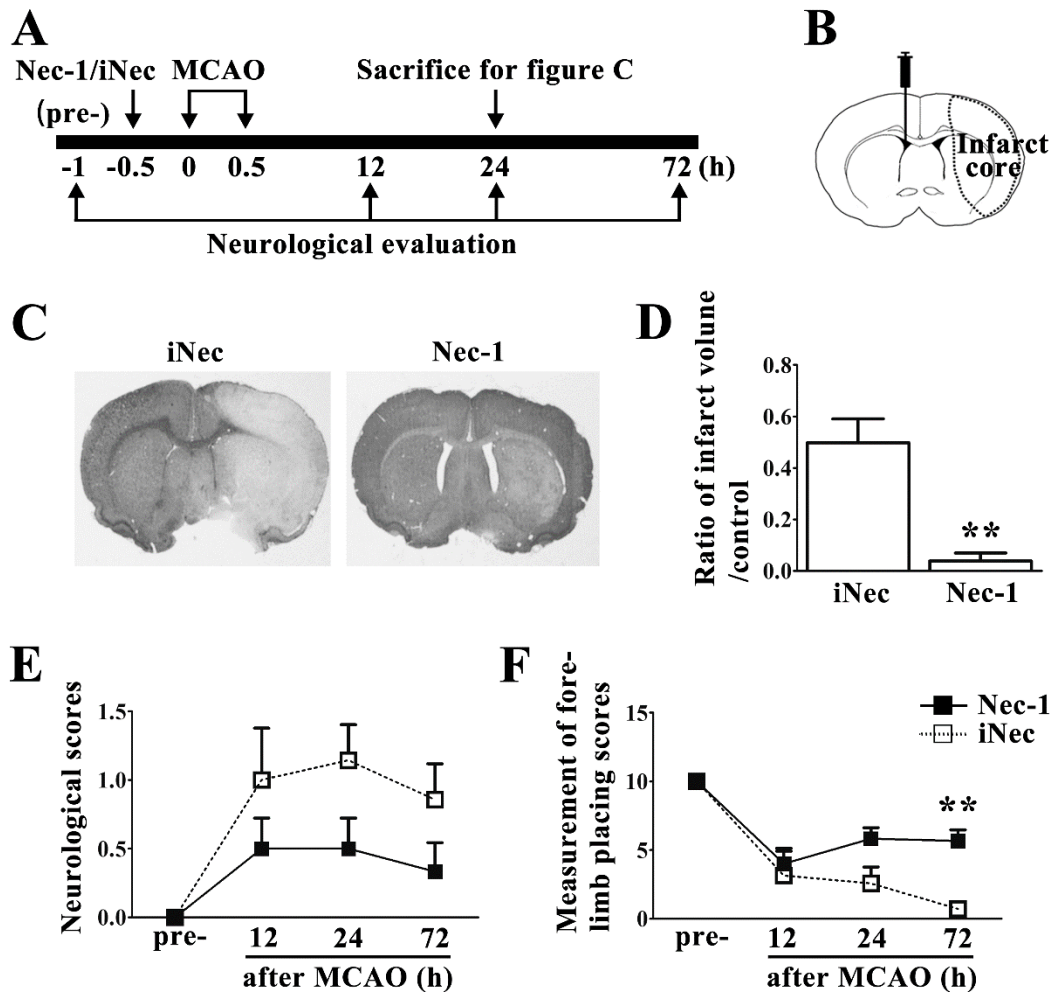 A
Nec-1/iNec MCAO Sacrifice for figure C
(pre-)
-1 -0.5 0 0.5 12 24 72 (h)
Neurological evaluation
B
Infarct
core
C
iNec Nec-1
D
Ratio of infarct volune
/control
0.8
0.6
0.4
0.2
0.0
**
iNec Nec-1
E
Neurological scores
1.5
1.0
0.5
0.0
pre- 12 24 72
after MCAO (h)
F
Measurement of fore-
limb placing scores
15
10
5
0
Nec-1
iNec
**
pre- 12 24 72
after MCAO (h)